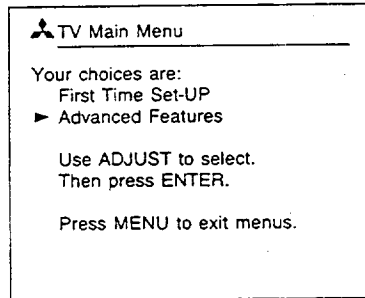 TV Main Menu
Your choices are:
First Time Set-UP
► Advanced Features
Use ADJUST to select.
Then press ENTER.
Press MENU to exit menus.